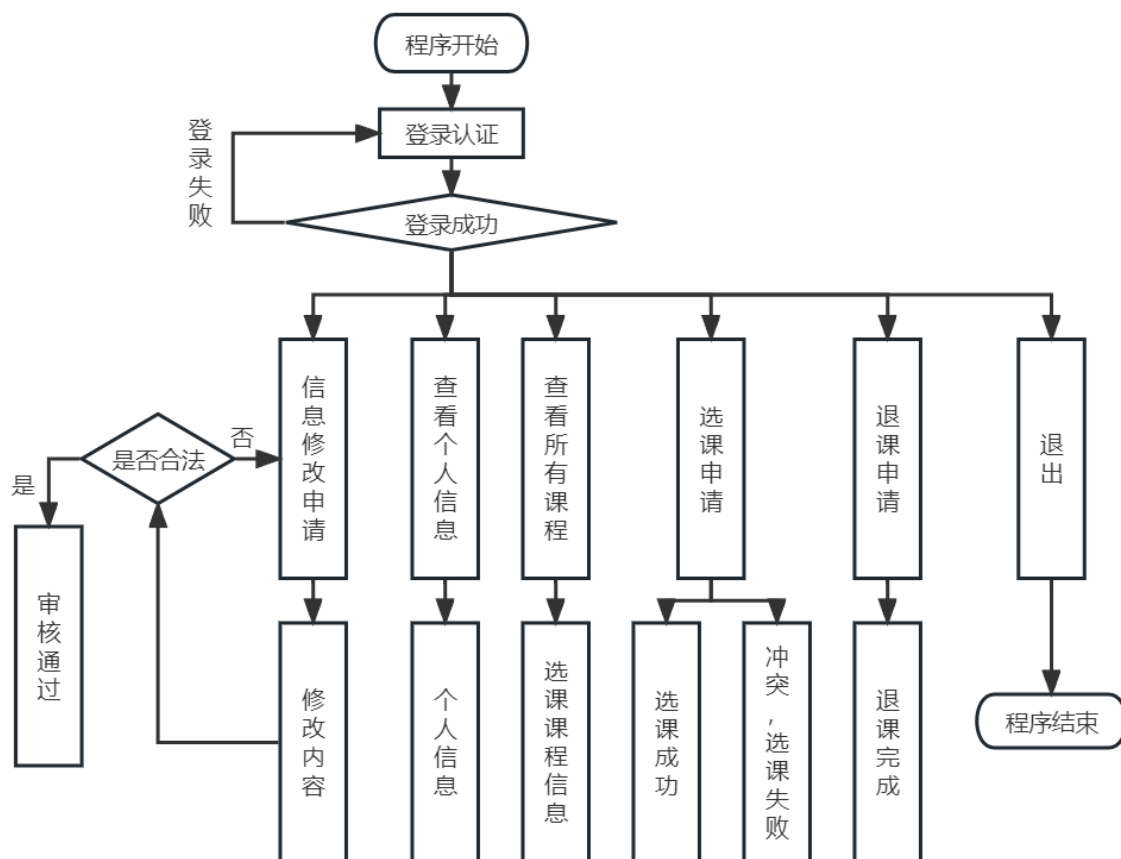 程序开始
登录认证
登录失败
登录成功
信息修改申请
查看个人信息
查看所有课程
选课申请
退课申请
退出
是否合法
否
是
审核通过
修改内容
个人信息
选课课程信息
选课成功
冲突,选课失败
退课完成
程序结束